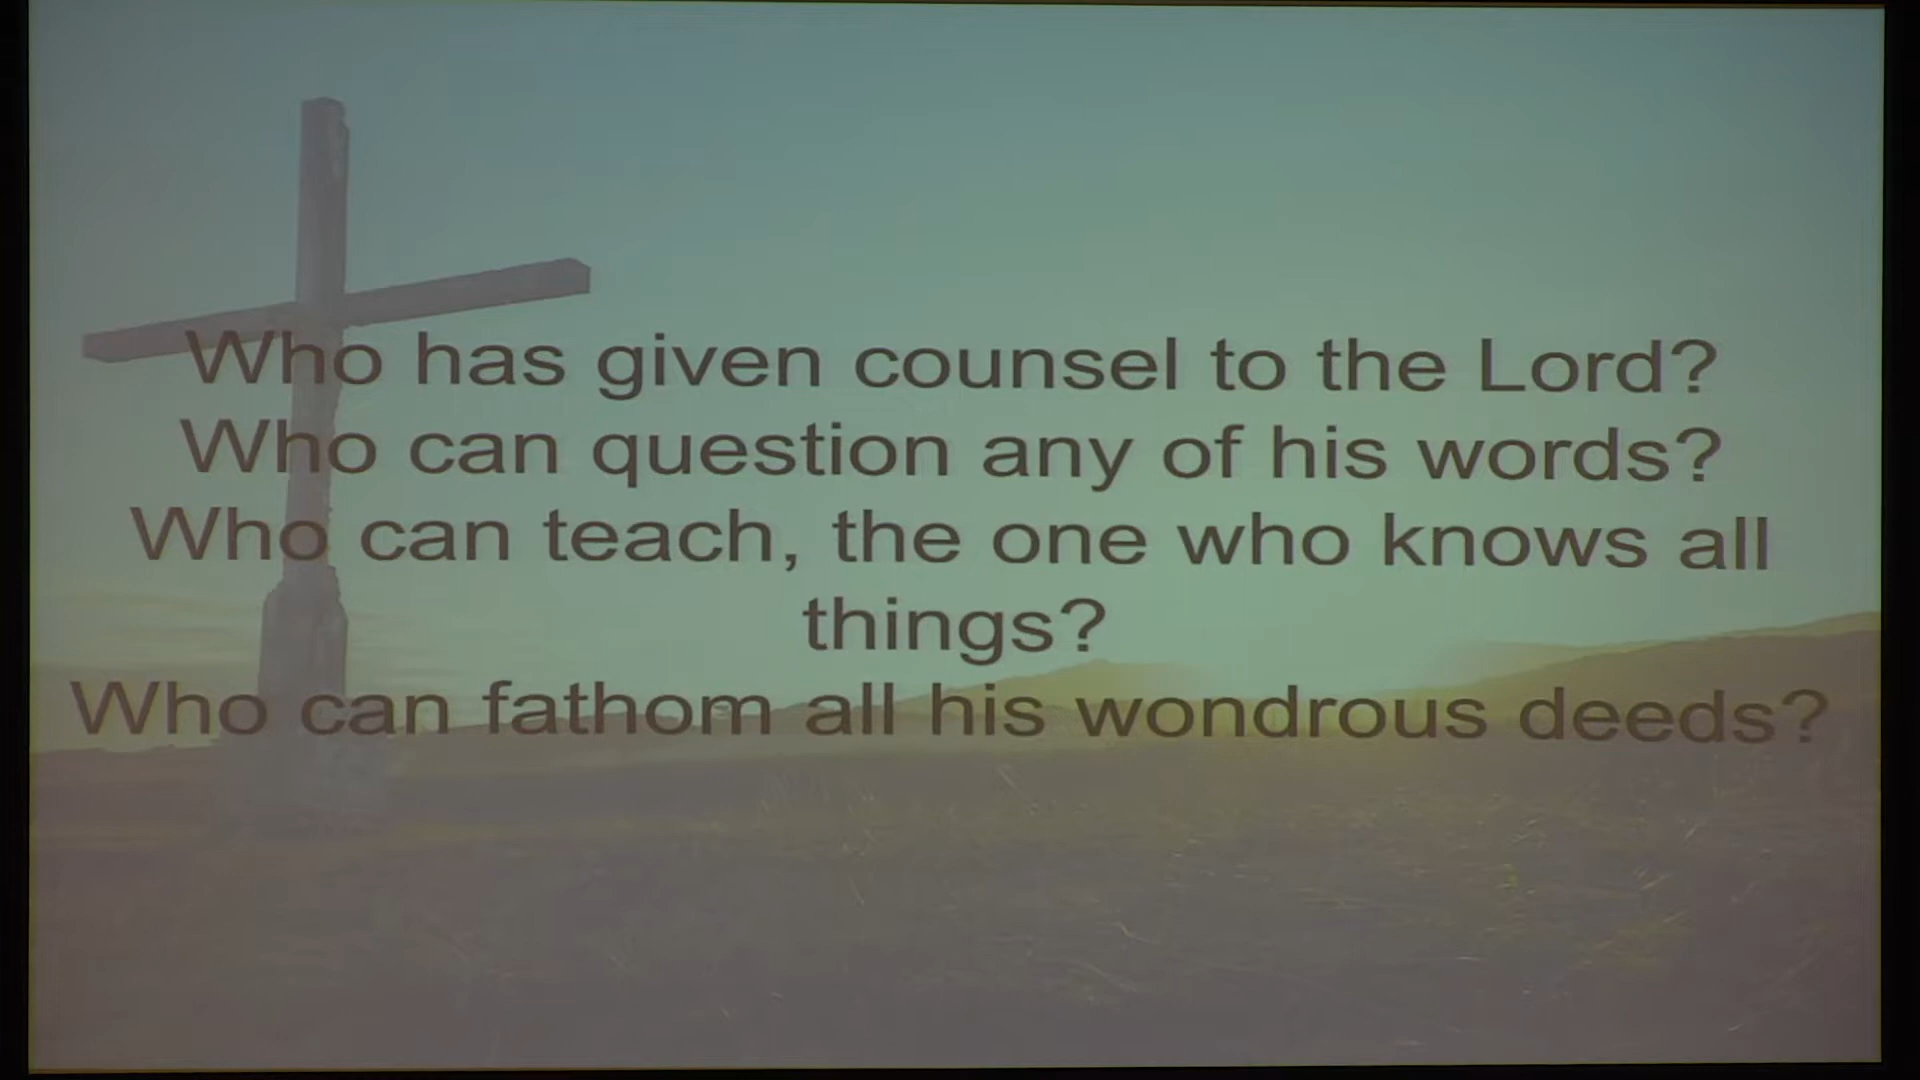 Who has given counsel to the Lord?
Who can question any of his words?
Who can teach, the one who knows all
things?
Who can fathom all his wondrous deeds?